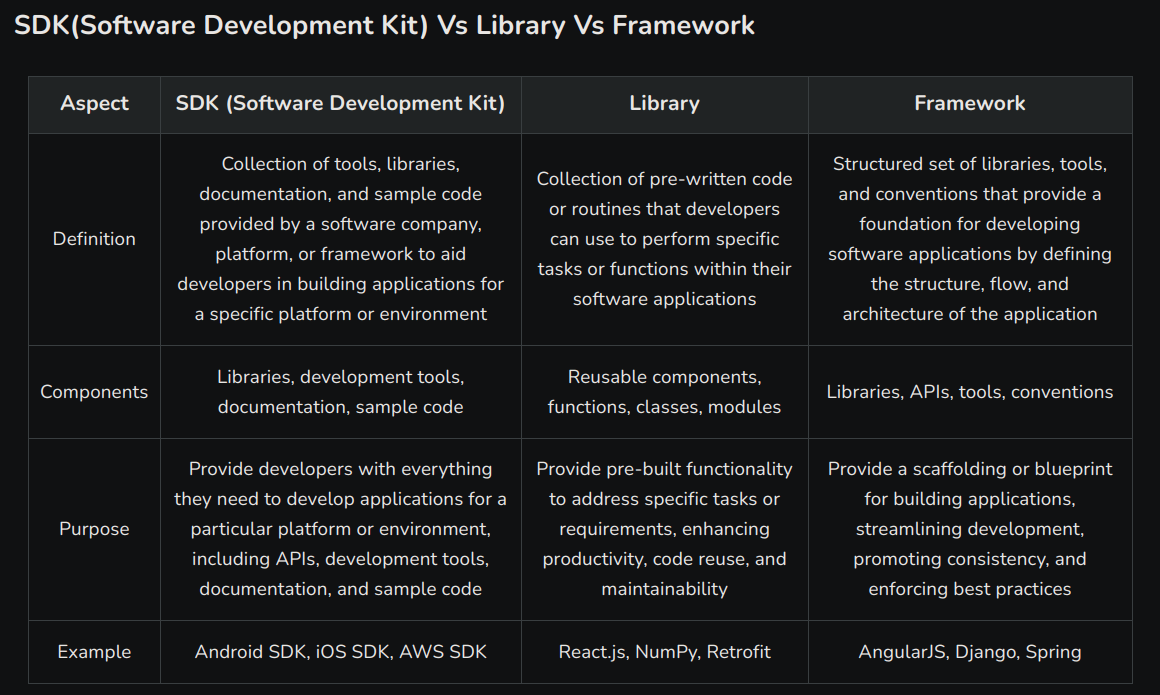 SDK(Software Development Kit) Vs Library Vs Framework
Aspect
SDK (Software Development Kit)
Library
Framework
Definition
Collection of tools, libraries,
documentation, and sample code
provided by a software company,
platform, or framework to aid
developers in building applications for
a specific platform or environment
Collection of pre-written code
or routines that developers
can use to perform specific
tasks or functions within their
software applications
Structured set of libraries, tools,
and conventions that provide a
foundation for developing
software applications by defining
the structure, flow, and
architecture of the application
Components
Libraries, development tools,
documentation, sample code
Reusable components,
functions, classes, modules
Libraries, APIs, tools, conventions
Purpose
Provide developers with everything
they need to develop applications for a
particular platform or environment,
including APIs, development tools,
documentation, and sample code
Provide pre-built functionality
to address specific tasks or
requirements, enhancing
productivity, code reuse, and
maintainability
Provide a scaffolding or blueprint
for building applications,
streamlining development,
promoting consistency, and
enforcing best practices
Example
Android SDK, iOS SDK, AWS SDK
React.js, NumPy, Retrofit
AngularJS, Django, Spring